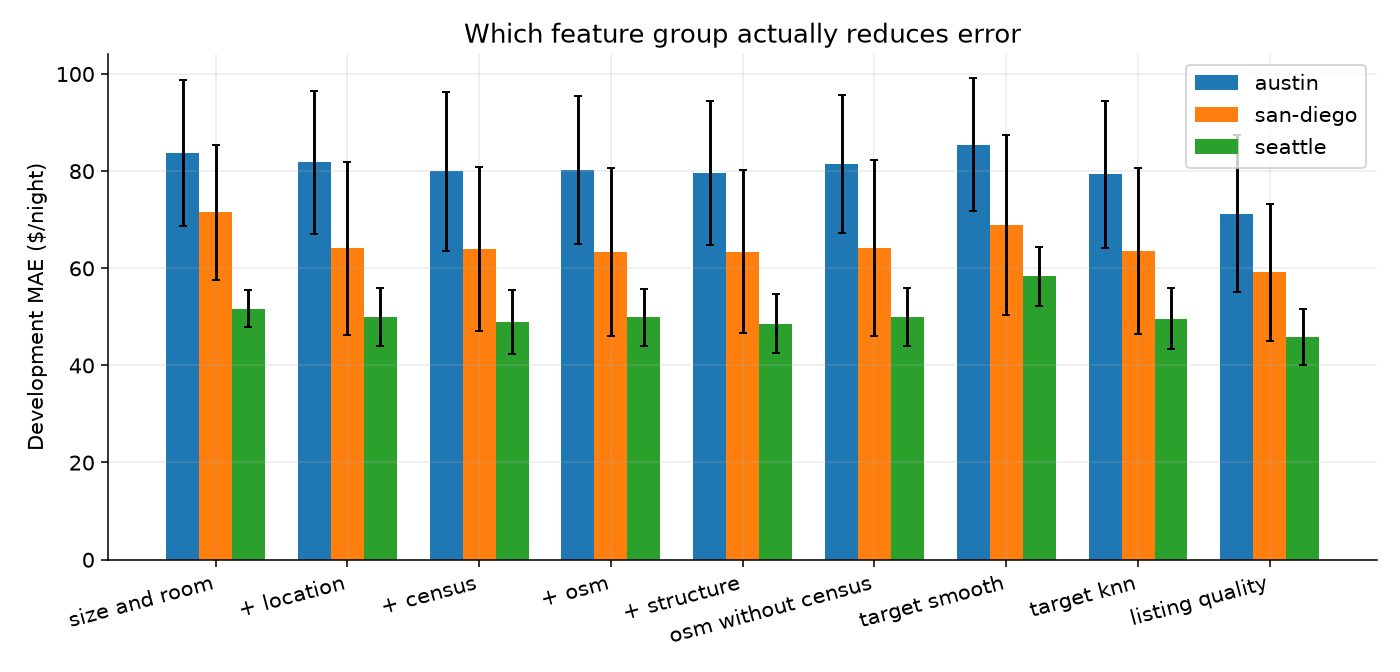 Which feature group actually reduces error
Development MAE ($/night)
100
80
60
40
20
0
austin
san-diego
seattle
size and room
+ location
+ census
+ osm
+ structure
osm without census
target smooth
target knn
listing quality